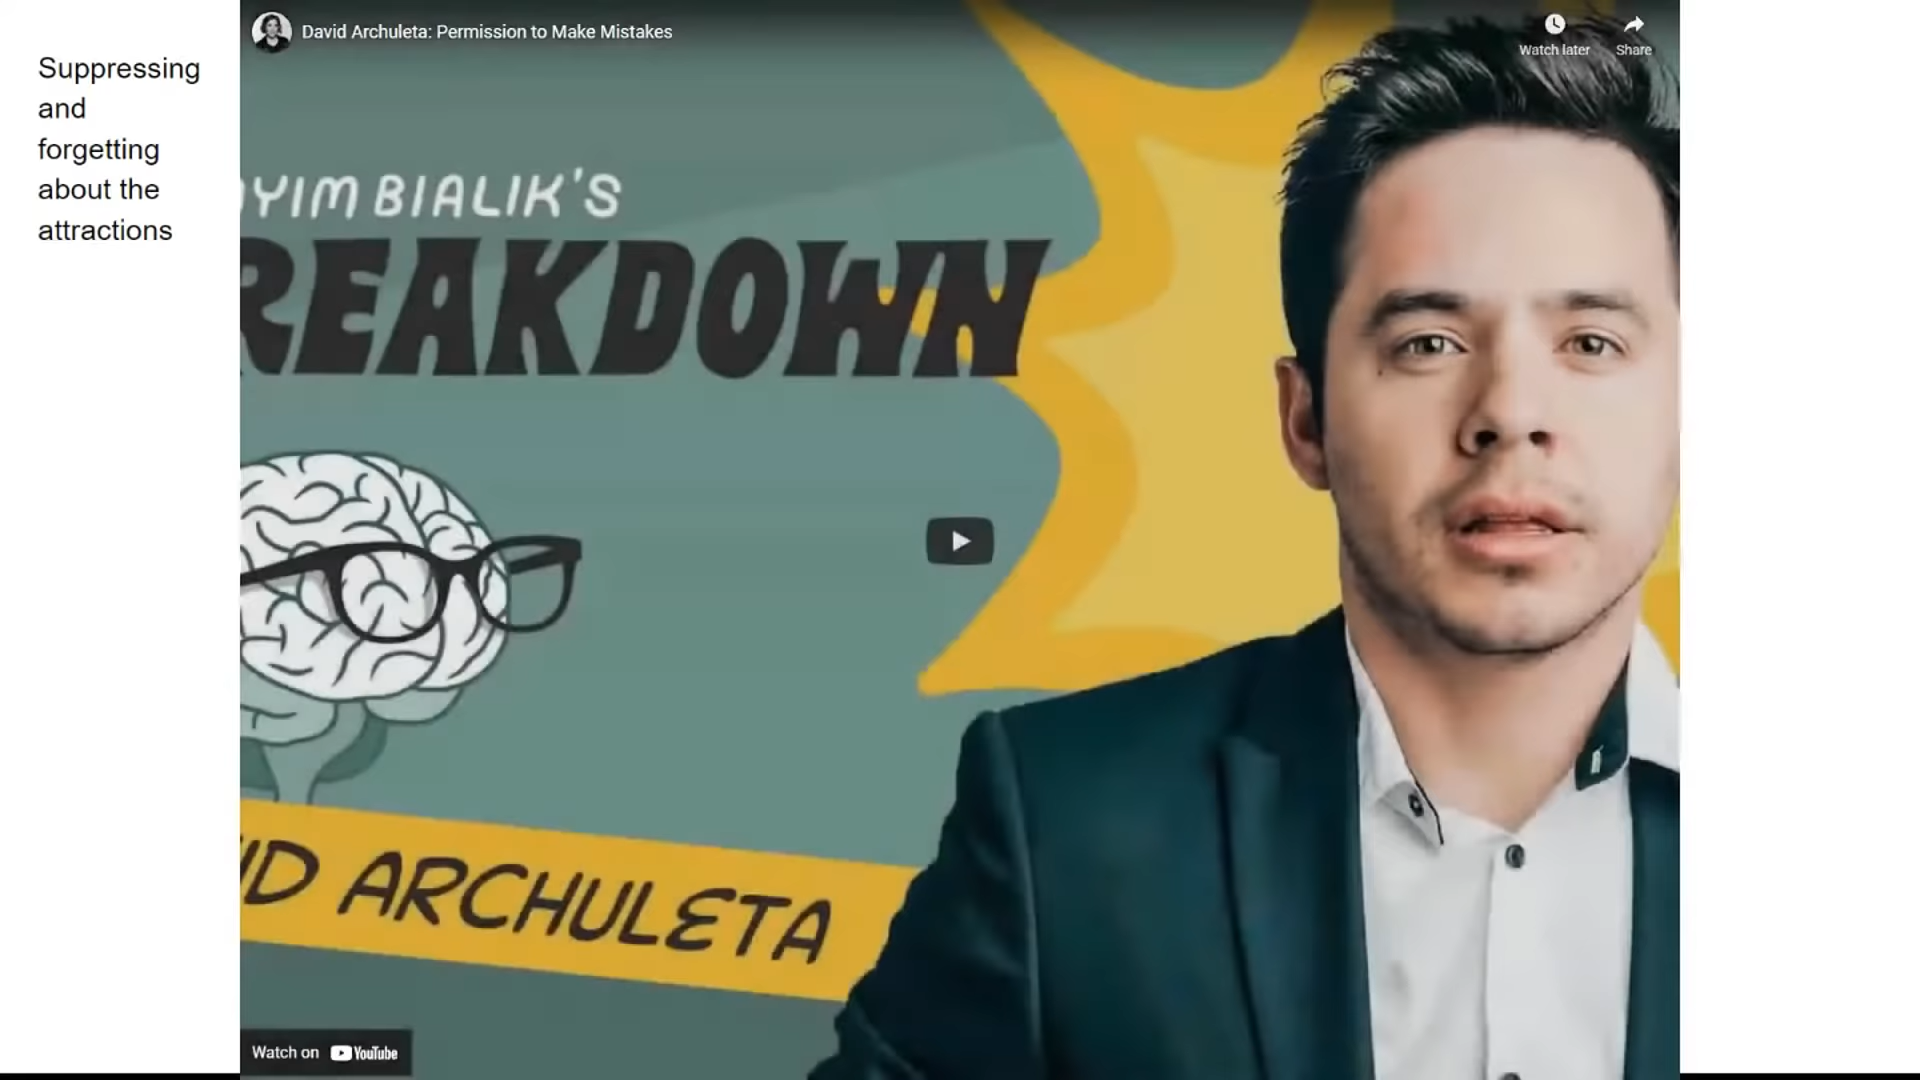 Suppressing
and
forgetting
about the
attractions
David Archuleta: Permission to Make Mistakes
Watch later
Share
YIM BIALIK'S
REAKDOWN
ID ARCHULETA
Watch on YouTube